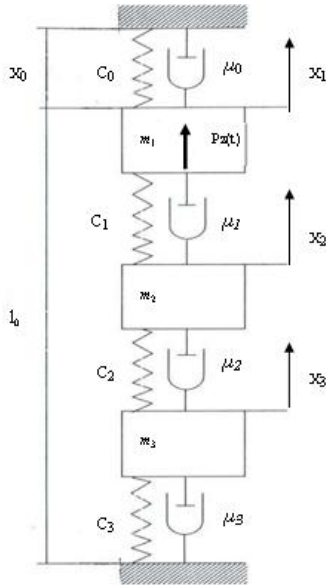 X₀ C₀ μ0 X₁
m₁ Pz(t)
C₁ μ1 X₂
m₂
l₀
C₂ μ2 X₃
m₃
C₃ μ3